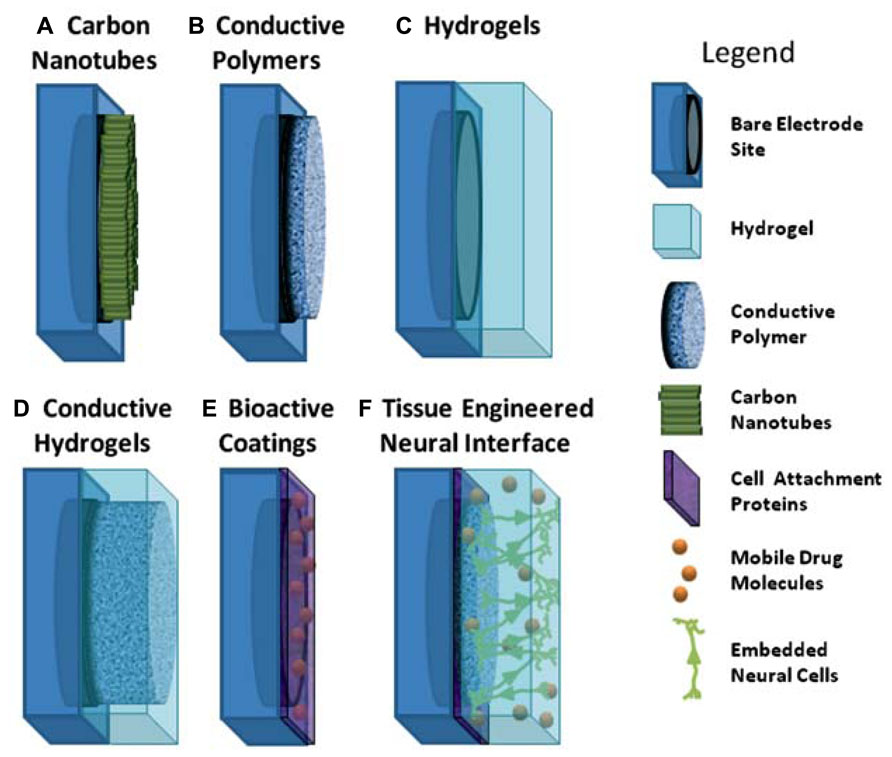 A Carbon
Nanotubes
B Conductive
Polymers
C Hydrogels
D Conductive
Hydrogels
E Bioactive
Coatings
F Tissue Engineered
Neural Interface
Legend
Bare Electrode
Site
Hydrogel
Conductive
Polymer
Carbon
Nanotubes
Cell Attachment
Proteins
Mobile Drug
Molecules
Embedded
Neural Cells